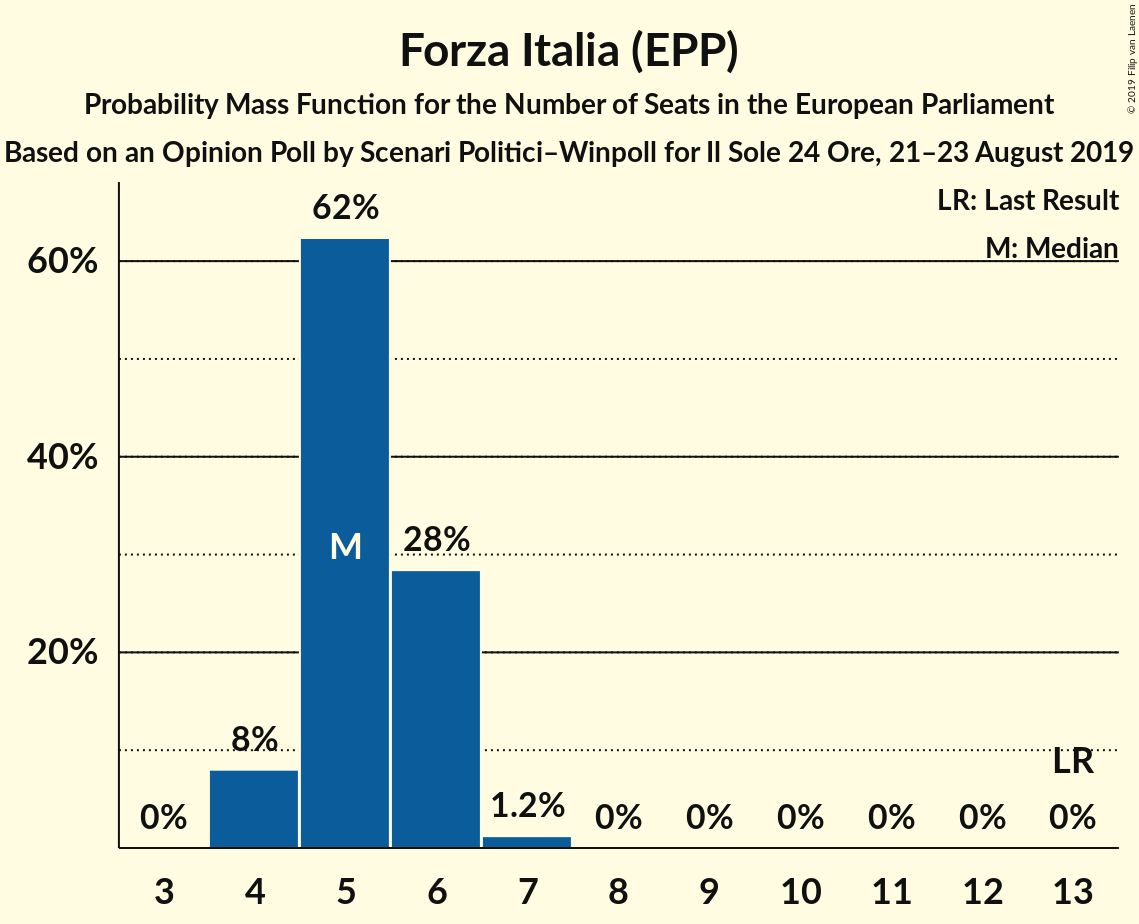 Forza Italia (EPP)
Probability Mass Function for the Number of Seats in the European Parliament
Based on an Opinion Poll by Scenari Politici–Winpoll for Il Sole 24 Ore, 21–23 August 2019
© 2019 Filip van Laenen
LR: Last Result
M: Median
60%
40%
20%
0%
8%
62%
M
28%
1.2%
0%
0%
0%
0%
0%
LR
0%
3 4 5 6 7 8 9 10 11 12 13